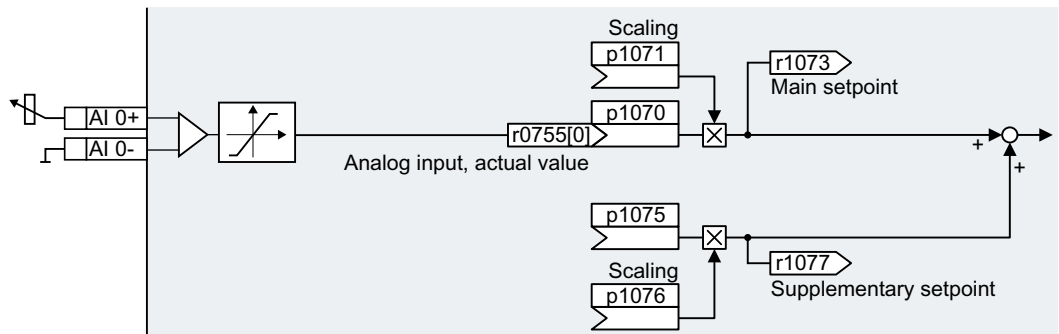 Scaling
p1071
r1073
Main setpoint
AI 0+
p1070
r0755[0]
AI 0-
Analog input, actual value
+
+
p1075
r1077
Scaling
Supplementary setpoint
p1076